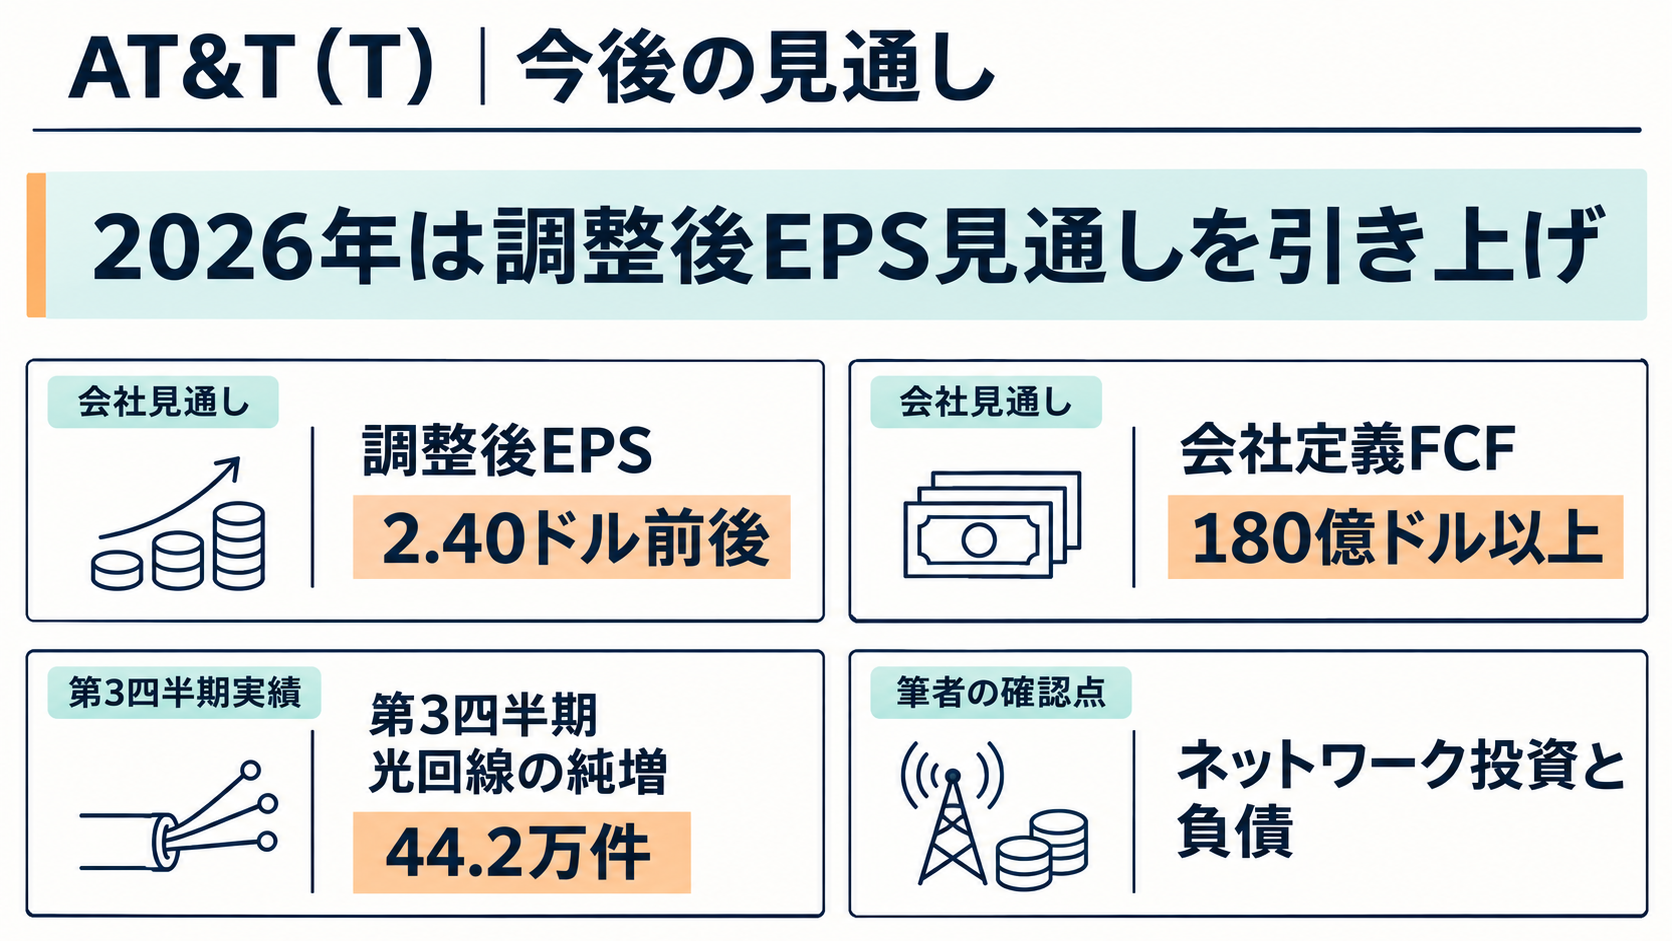 AT&T（T）｜今後の見通し
2026年は調整後EPS見通しを引き上げ
会社見通し
調整後EPS
2.40ドル前後
会社見通し
会社定義FCF
180億ドル以上
第3四半期実績
第3四半期
光回線の純増
44.2万件
筆者の確認点
ネットワーク投資と
負債